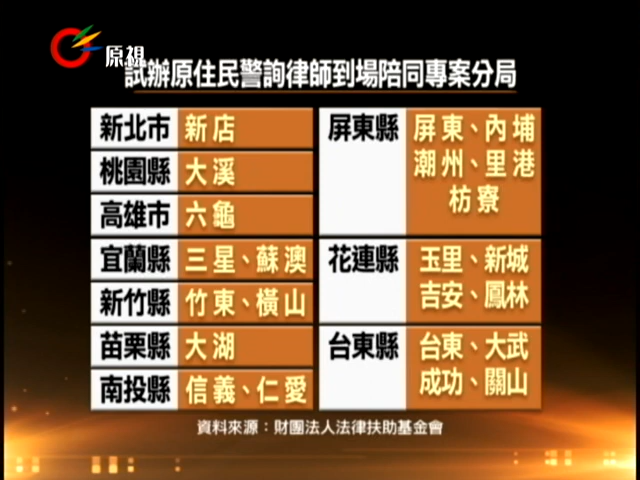 原視
試辦原住民警詢律師到場陪同專案分局
新北市 新店
桃園縣 大溪
高雄市 六龜
宜蘭縣 三星、蘇澳
新竹縣 竹東、橫山
苗栗縣 大湖
南投縣 信義、仁愛
屏東縣 屏東、內埔
潮州、里港
枋寮
花連縣 玉里、新城
吉安、鳳林
台東縣 台東、大武
成功、關山
資料來源：財團法人法律扶助基金會